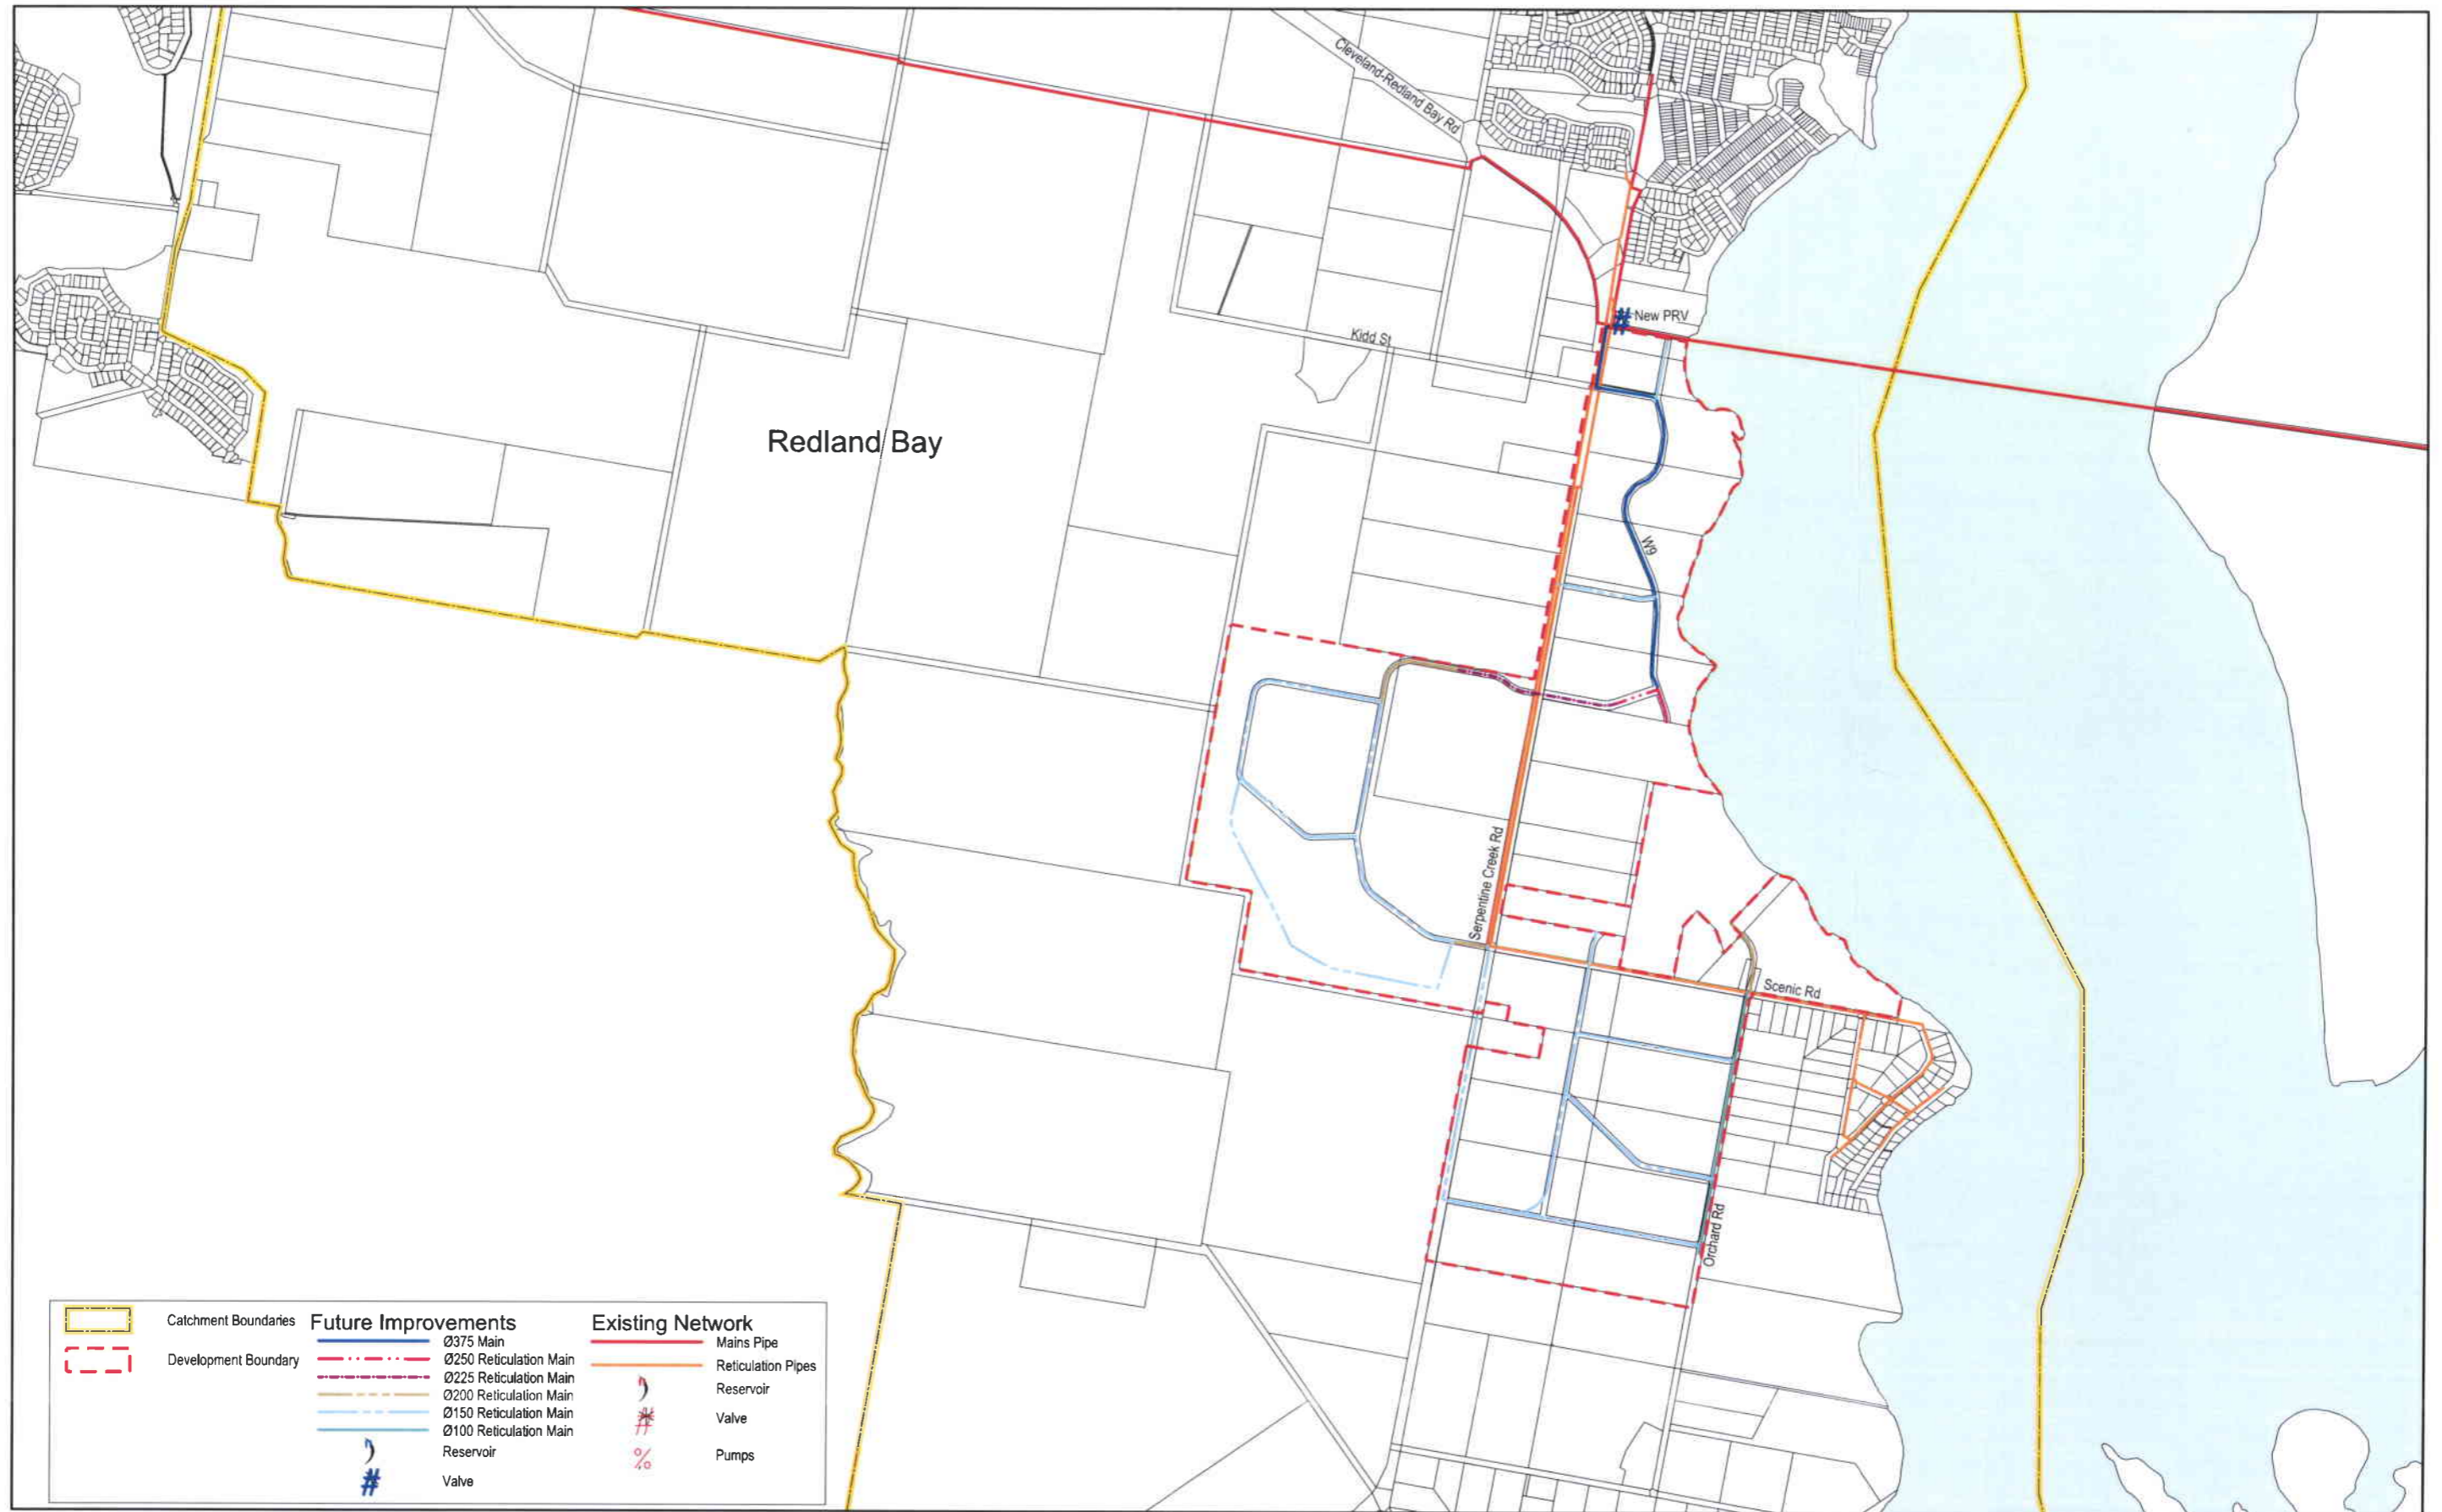 Cleveland-Redland Bay Rd
New PRV
Kidd St
Redland Bay
W9
Serpentine Creek Rd
Scenic Rd
Orchard Rd
Catchment Boundaries
Development Boundary
Future Improvements
Ø375 Main
Ø250 Reticulation Main
Ø225 Reticulation Main
Ø200 Reticulation Main
Ø150 Reticulation Main
Ø100 Reticulation Main
Reservoir
Valve
Existing Network
Mains Pipe
Reticulation Pipes
Reservoir
Valve
Pumps